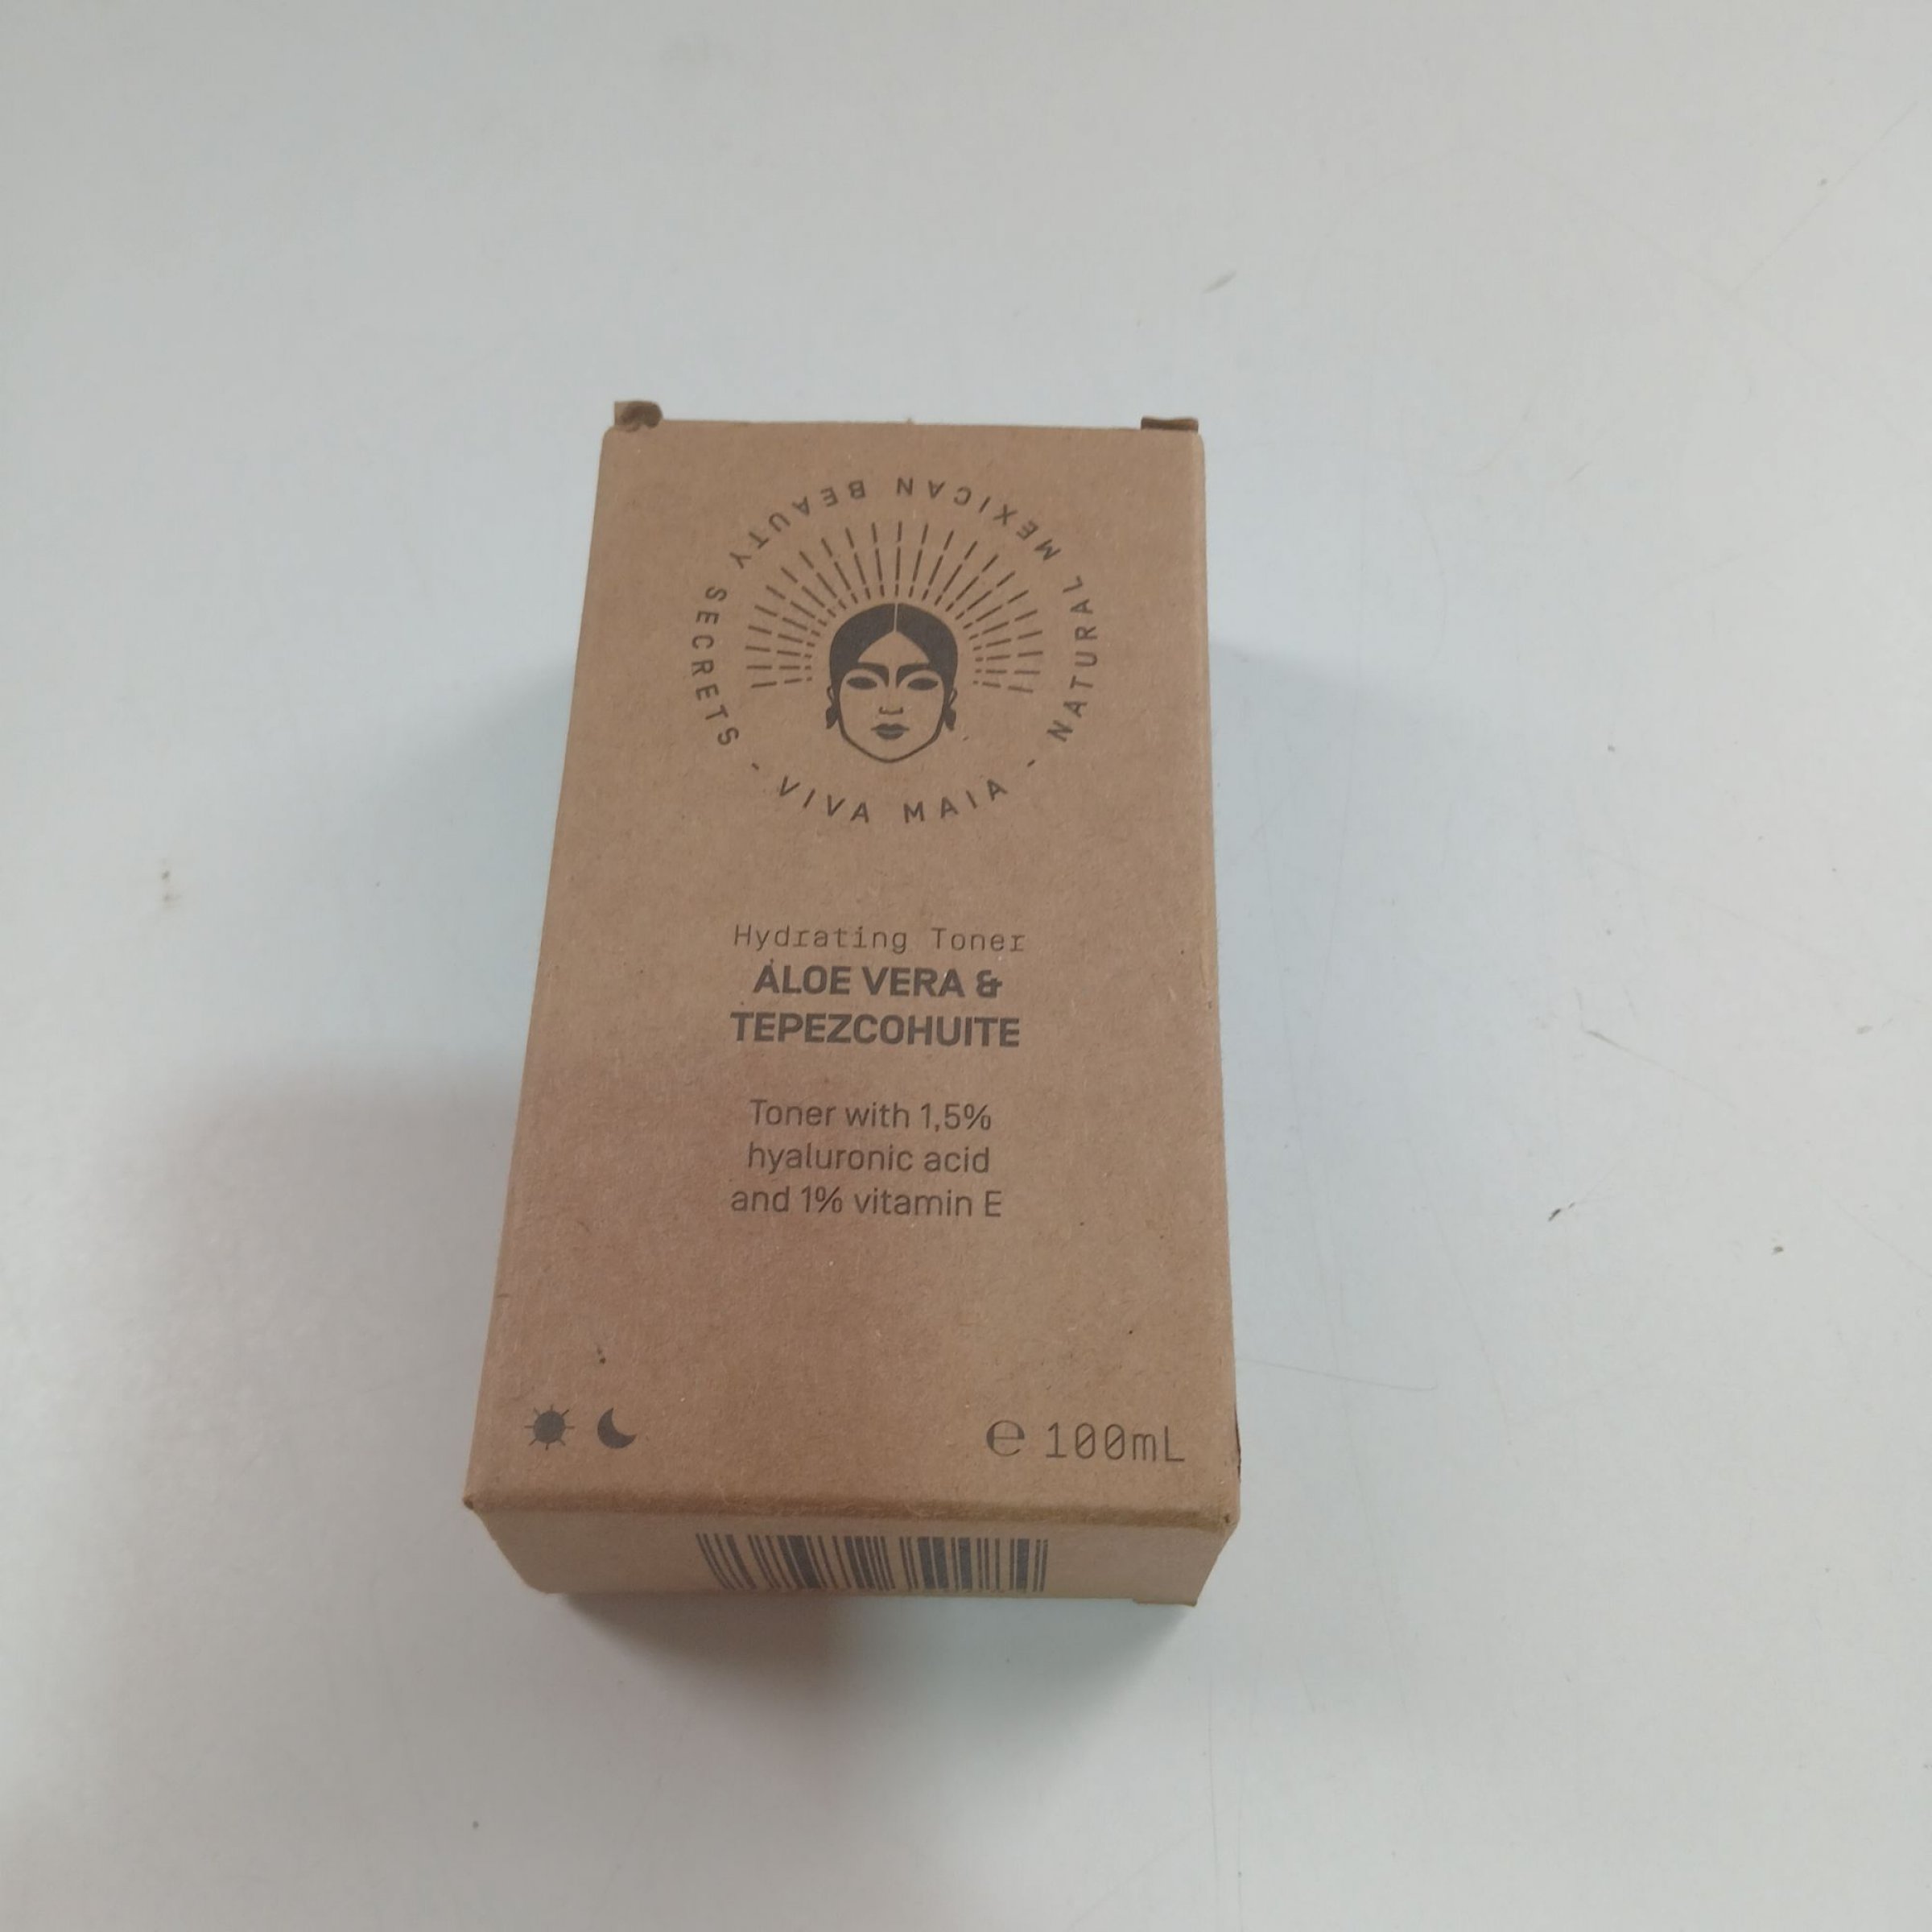 NATURAL MEXICAN BEAUTY SECRETS
- VIVA MAIA -
Hydrating Toner
ALOE VERA &
TEPEZCOHUITE
Toner with 1,5%
hyaluronic acid
and 1% vitamin E
℮ 100mL